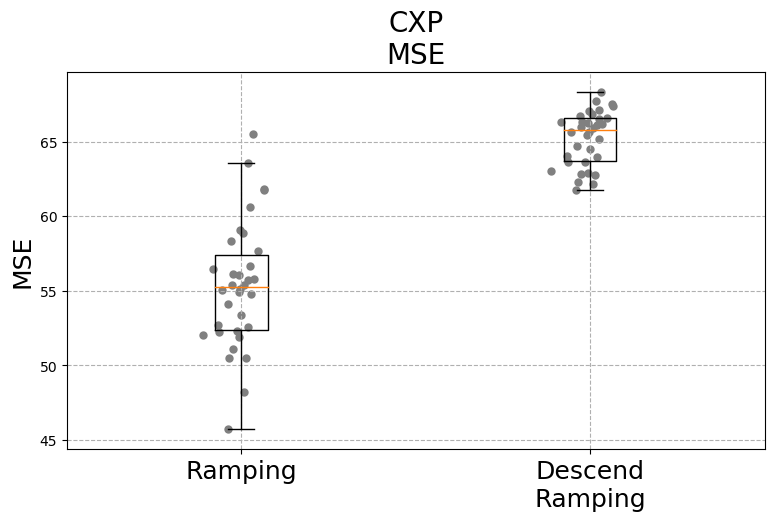 CXP
MSE
MSE
65
60
55
50
45
Ramping
Descend
Ramping